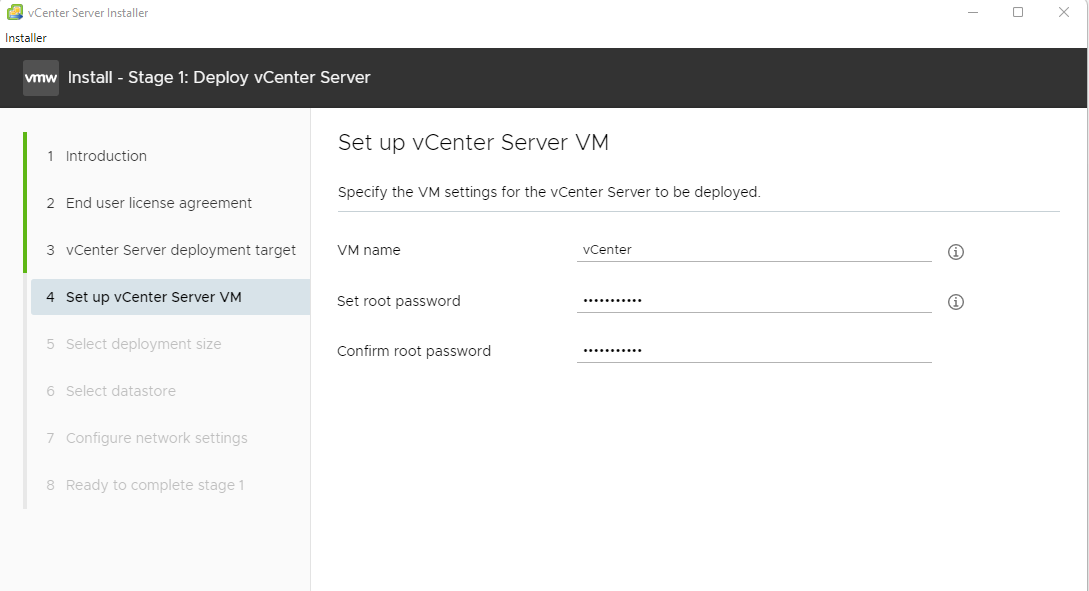 vCenter Server Installer
Installer
vmw Install - Stage 1: Deploy vCenter Server
1 Introduction
2 End user license agreement
3 vCenter Server deployment target
4 Set up vCenter Server VM
5 Select deployment size
6 Select datastore
7 Configure network settings
8 Ready to complete stage 1
Set up vCenter Server VM
Specify the VM settings for the vCenter Server to be deployed.
VM name vCenter
Set root password •••••••••••
Confirm root password •••••••••••